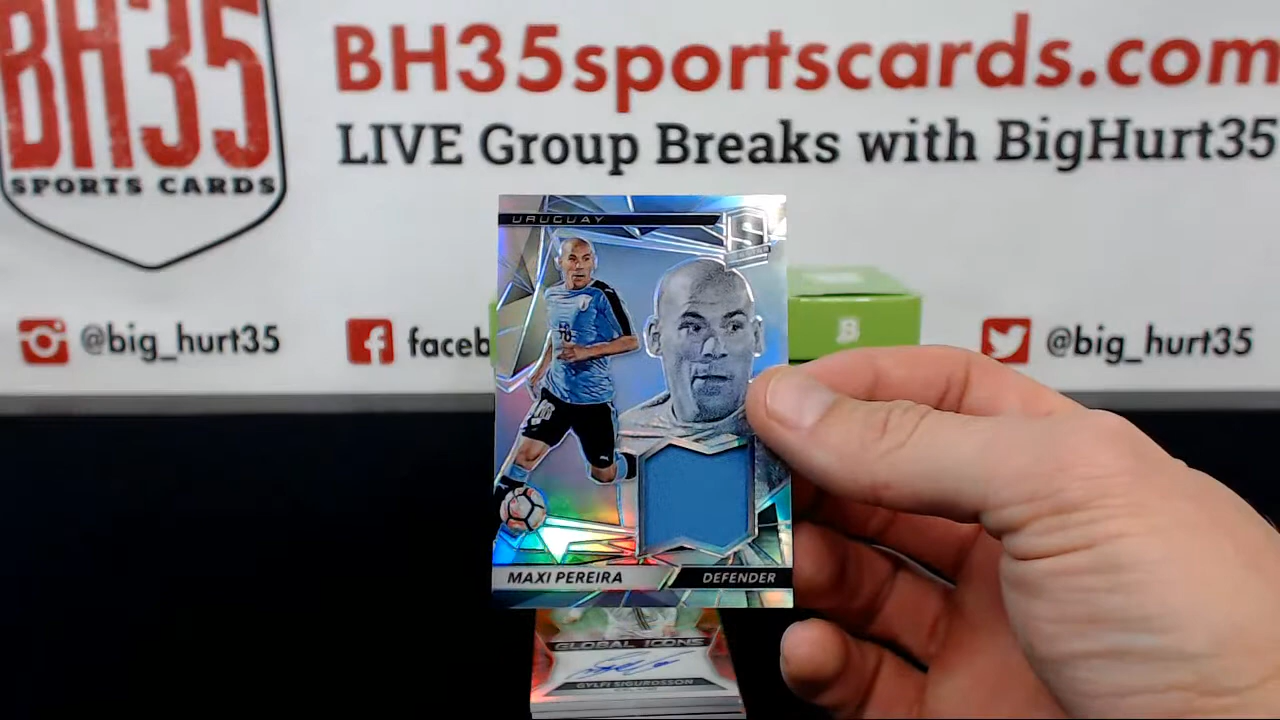 BH35
SPORTS CARDS
BH35sportscards.com
LIVE Group Breaks with BigHurt35
@big_hurt35
faceb
@big_hurt35
URUGUAY
S
B
18
MAXI PEREIRA
DEFENDER
GLOBAL ICONS
GYLFI SIGURDSSON